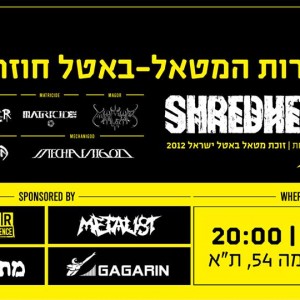 רות המטאל-באטל חוזר
MATRICIDE
MAGOR
MATRICIDE
SHREDHE
MECHANIGOD
MECHANIGOD
זוכת מטאל באטל ישראל 2012
SPONSORED BY
WHER
METALIST
20:00 |
מה 54, ת"א
GAGARIN